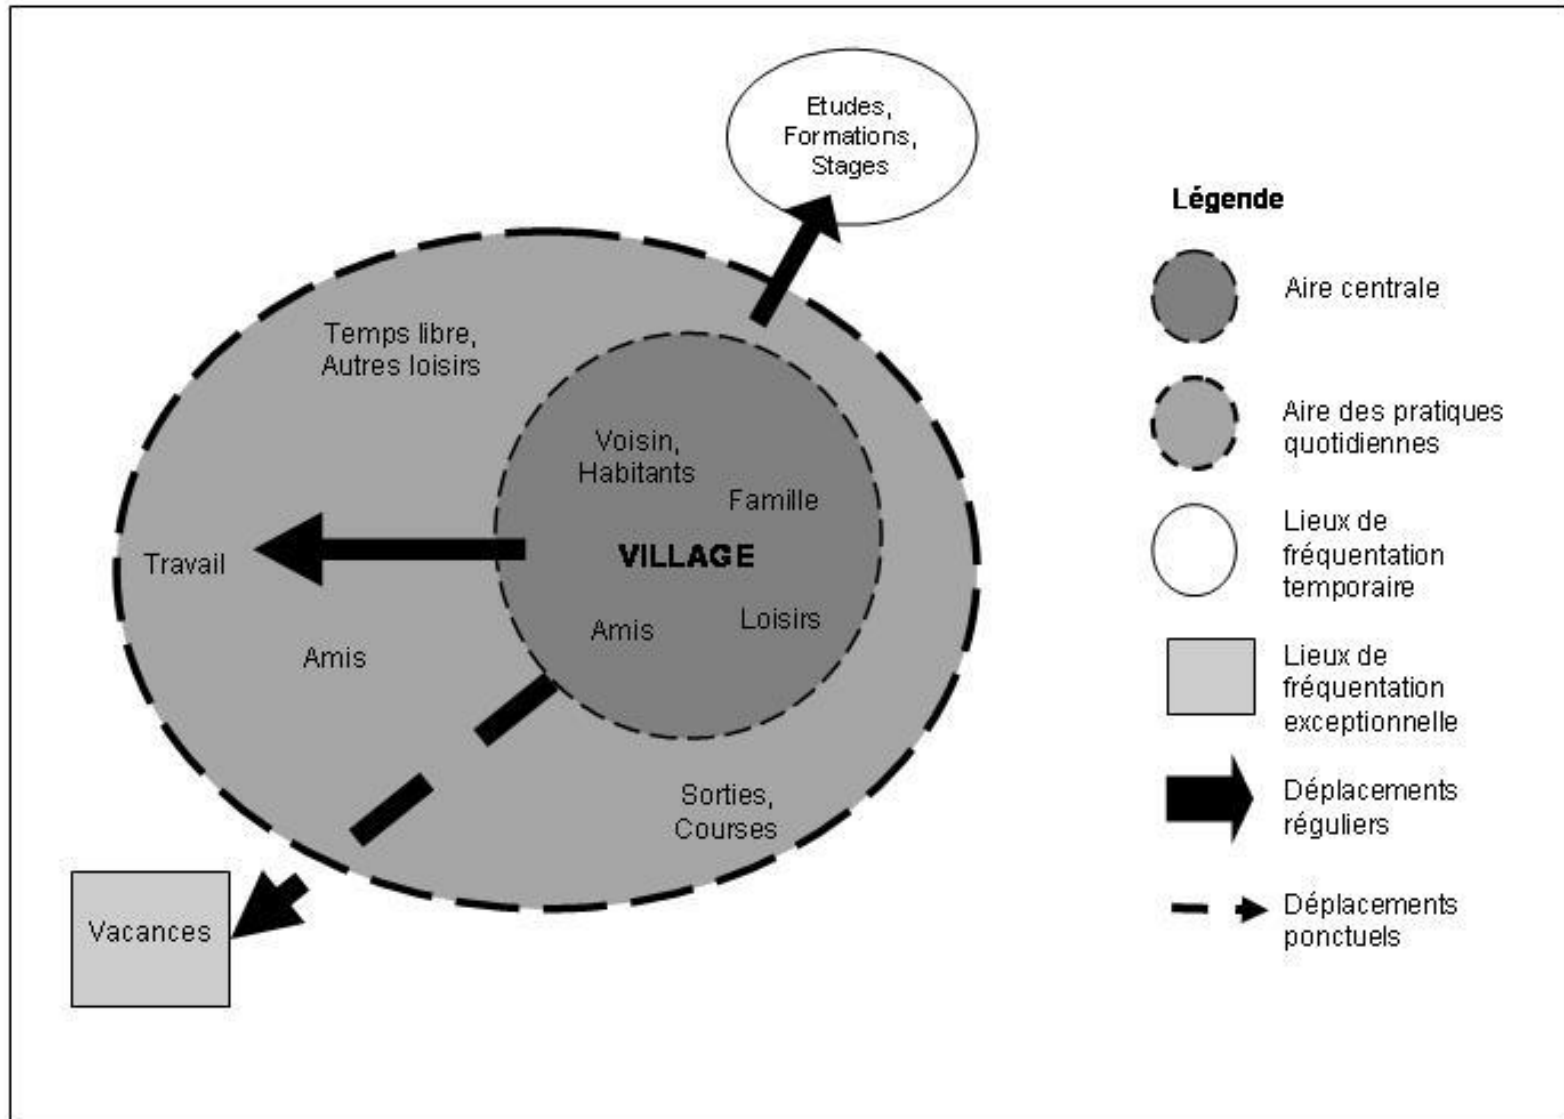 Etudes,
Formations,
Stages
Temps libre,
Autres loisirs
Voisin,
Habitants
Famille
VILLAGE
Travail
Amis
Loisirs
Amis
Sorties,
Courses
Vacances
Légende
Aire centrale
Aire des pratiques
quotidiennes
Lieux de
fréquentation
temporaire
Lieux de
fréquentation
exceptionnelle
Déplacements
réguliers
Déplacements
ponctuels